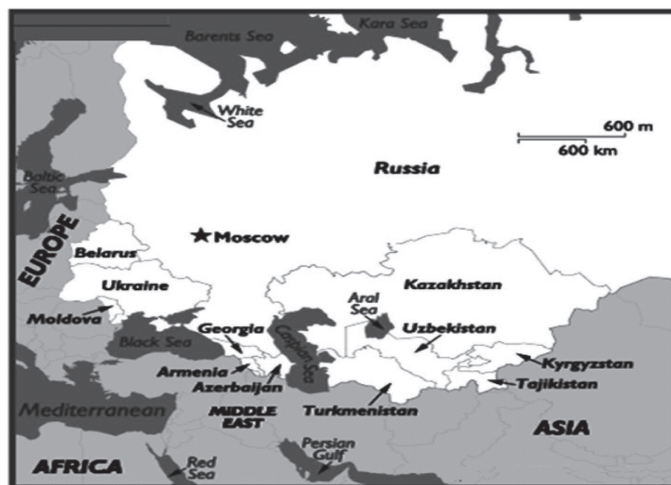 Barents Sea
Kara Sea
White
Sea
600 m
600 km
Russia
Baltic
Sea
EUROPE
Moscow
Belarus
Ukraine
Kazakhstan
Moldova
Aral
Sea
Georgia
Uzbekistan
Black Sea
Caspian Sea
Armenia
Azerbaijan
Kyrgyzstan
Tajikistan
Mediterranean
MIDDLE
EAST
Turkmenistan
ASIA
AFRICA
Red
Sea
Persian
Gulf